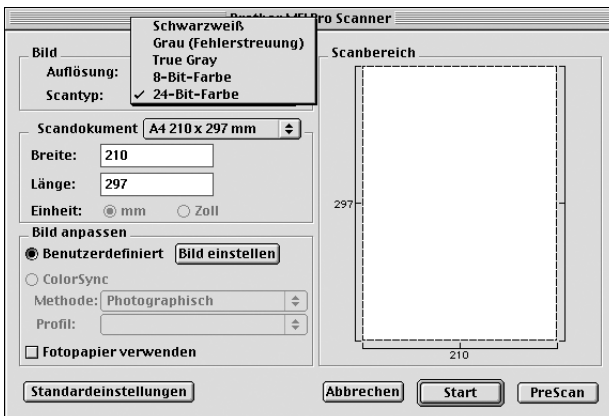 Pro Scanner
Schwarzweiß
Grau (Fehlerstreuung)
True Gray
8-Bit-Farbe
✓ 24-Bit-Farbe
Bild
Auflösung:
Scantyp:
Scandokument A4 210 x 297 mm
Breite: 210
Länge: 297
Einheit: mm Zoll
Bild anpassen
Benutzerdefiniert Bild einstellen
ColorSync
Methode: Photographisch
Profil:
Fotopapier verwenden
Scanbereich
297
210
Standardeinstellungen Abbrechen Start PreScan